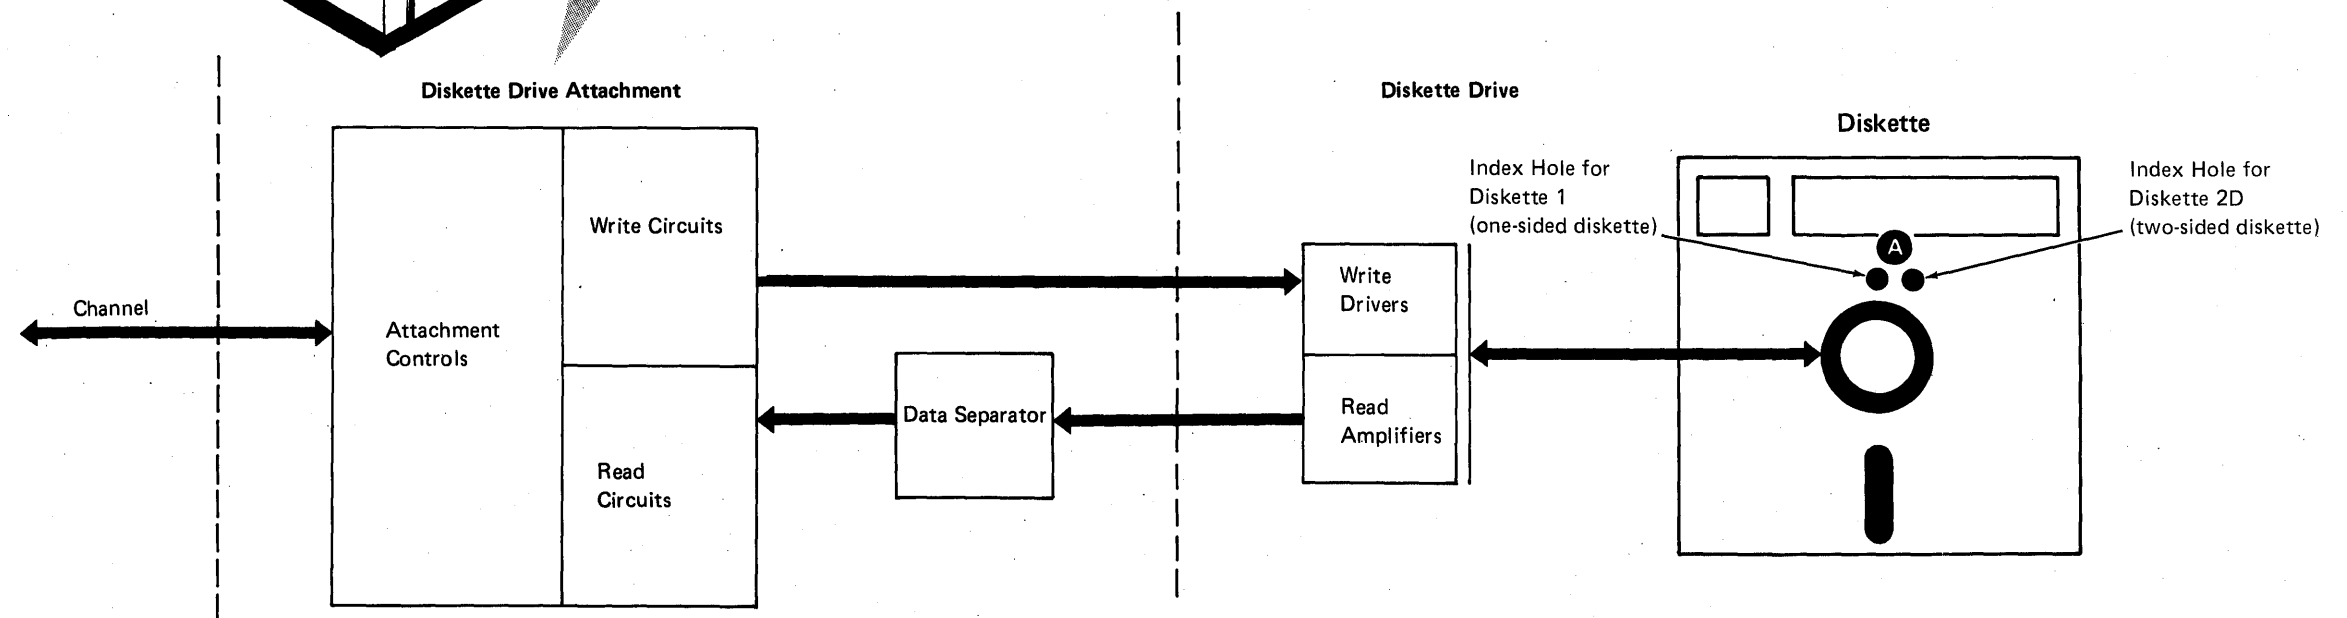 Diskette Drive Attachment
Diskette Drive
Diskette
Index Hole for
Diskette 1
(one-sided diskette)
Index Hole for
Diskette 2D
(two-sided diskette)
A
Write Circuits
Write
Drivers
Channel
Attachment
Controls
Data Separator
Read
Amplifiers
Read
Circuits